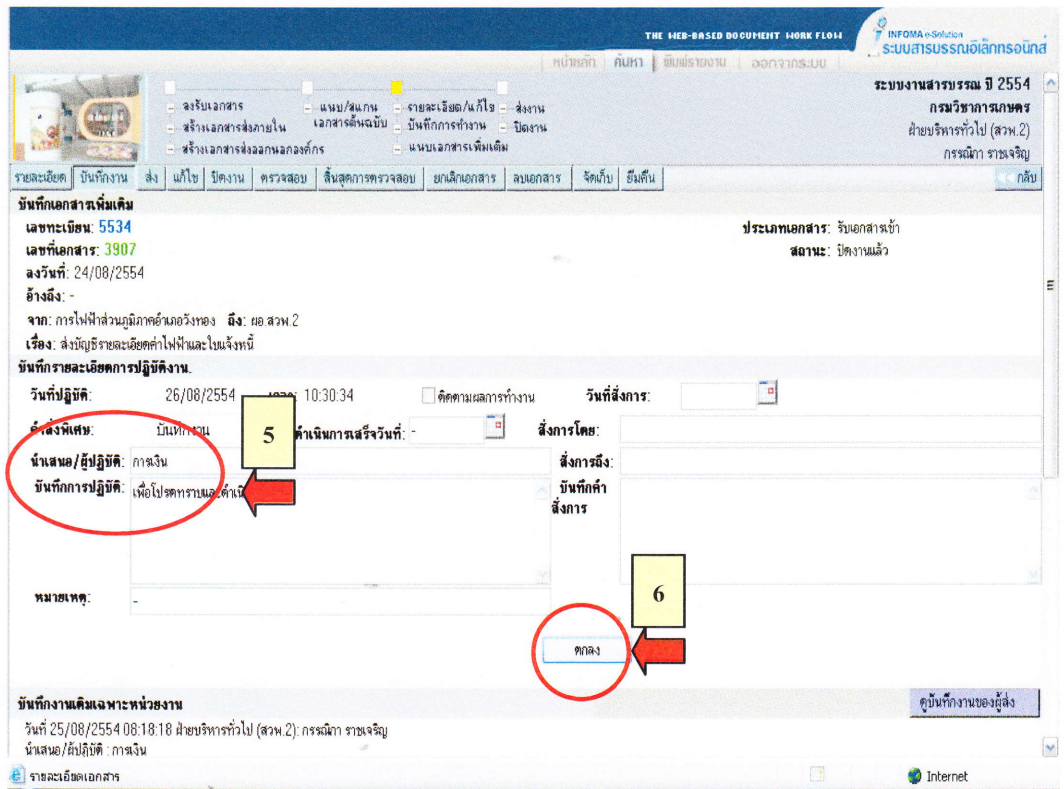 THE WEB-BASED DOCUMENT WORK FLOW
INFOMA e-Solution
ระบบสารบรรณอิเล็กทรอนิกส์
หน้าหลัก ค้นหา พิมพ์รายงาน ออกจากระบบ
ระบบงานสารบรรณ ปี 2554
กรมวิชาการเกษตร
ฝ่ายบริหารทั่วไป (สวพ.2)
กรรณิกา ราชเจริญ
ลงรับเอกสาร
สร้างเอกสารส่งภายใน
สร้างเอกสารส่งออกนอกองค์กร
แนบ/สแกน
เอกสารต้นฉบับ
รายละเอียด/แก้ไข
บันทึกการทำงาน
แนบเอกสารเพิ่มเติม
ส่งงาน
ปิดงาน
รายละเอียด บันทึกงาน ส่ง แก้ไข ปิดงาน ตรวจสอบ สิ้นสุดการตรวจสอบ ยกเลิกเอกสาร ลบเอกสาร จัดเก็บ ยืมคืน << กลับ
บันทึกเอกสารเพิ่มเติม
เลขทะเบียน: 5534 ประเภทเอกสาร: รับเอกสารเข้า
เลขที่เอกสาร: 3907 สถานะ: ปิดงานแล้ว
ลงวันที่: 24/08/2554
อ้างถึง: -
จาก: การไฟฟ้าส่วนภูมิภาคอำเภอวังทอง ถึง: ผอ.สวพ.2
เรื่อง: ส่งบัญชีรายละเอียดค่าไฟฟ้าและใบแจ้งหนี้
บันทึกรายละเอียดการปฏิบัติงาน.
วันที่ปฏิบัติ: 26/08/2554 10:30:34 ติดตามผลการทำงาน วันที่สั่งการ:
คำสั่งพิเศษ: บันทึกงาน ดำเนินการเสร็จวันที่: - สั่งการโดย:
5
นำเสนอ/ผู้ปฏิบัติ: การเงิน สั่งการถึง:
บันทึกการปฏิบัติ: เพื่อโปรดทราบและดำเนิ บันทึกคำ
สั่งการ
หมายเหตุ: -
6
ตกลง
บันทึกงานเดิมเฉพาะหน่วยงาน ดูบันทึกงานของผู้ส่ง
วันที่ 25/08/2554 08:18:18 ฝ่ายบริหารทั่วไป (สวพ.2): กรรณิกา ราชเจริญ
นำเสนอ/ผู้ปฏิบัติ : การเงิน
รายละเอียดเอกสาร Internet